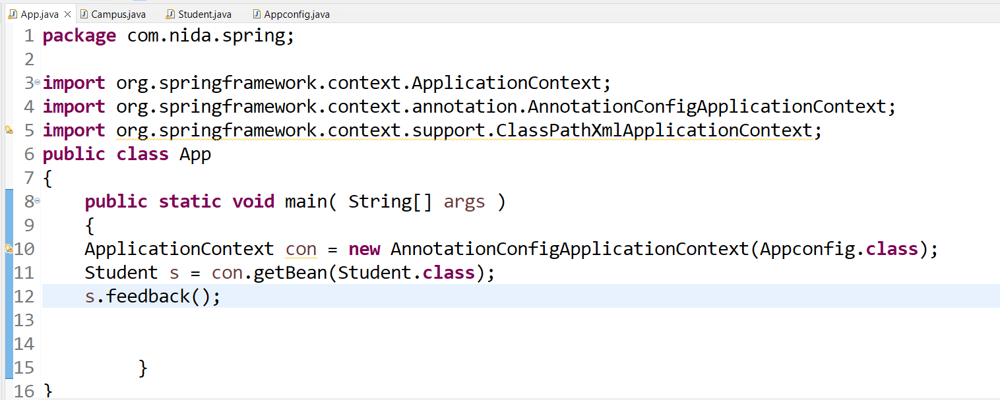 App.java Campus.java Student.java Appconfig.java
1 package com.nida.spring;
2
3 import org.springframework.context.ApplicationContext;
4 import org.springframework.context.annotation.AnnotationConfigApplicationContext;
5 import org.springframework.context.support.ClassPathXmlApplicationContext;
6 public class App
7 {
8 public static void main( String[] args )
9 {
10 ApplicationContext con = new AnnotationConfigApplicationContext(Appconfig.class);
11 Student s = con.getBean(Student.class);
12 s.feedback();
13
14
15 }
16 }